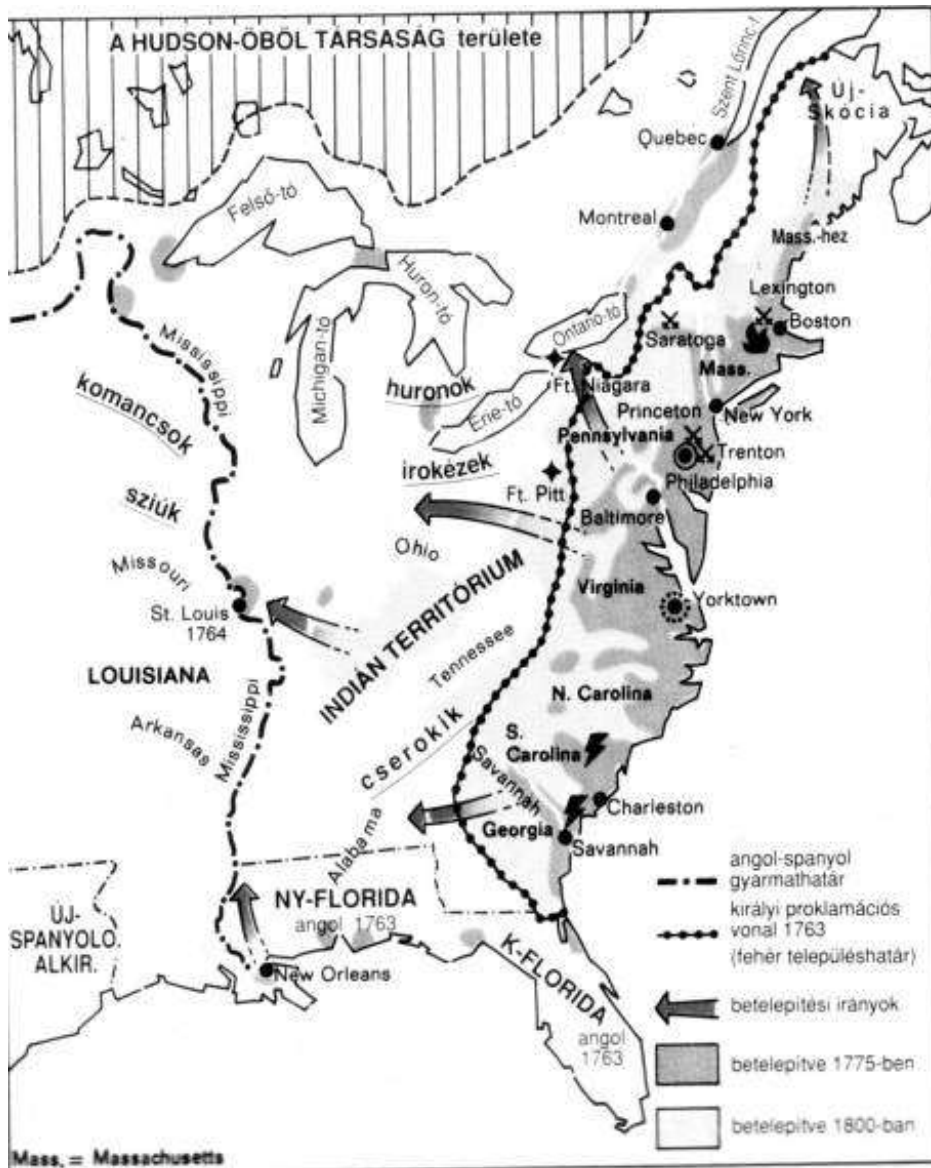 A HUDSON-ÖBÖL TÁRSASÁG területe
Szent Lőrinc-f
Új-
Skócia
Quebec
Felső-tó
Montreal
Mass.-hez
Huron-tó
Lexington
Ontano-tó
Boston
Saratoga
Michigan-tó
Mississippi
Mass.
huronok
Ft. Niagara
komancsok
Erie-tó
Princeton
New York
Pennsylvania
Trenton
irokézek
Philadelphia
Ft. Pitt
sziúk
Baltimore
Ohio
Missouri
Virginia
Yorktown
St. Louis
1764
INDIÁN TERRITÓRIUM
Tennessee
LOUISIANA
N. Carolina
Arkansas
Mississippi
cserokik
S.
Carolina
Savannah
Charleston
Alabama
Georgia
Savannah
angol-spanyol
gyarmathatár
ÚJ-
SPANYOLO.
ALKIR.
NY-FLORIDA
angol 1763
királyi proklamációs
vonal 1763
(fehér településhatár)
New Orleans
K-FLORIDA
angol
1763
betelepítési irányok
betelepítve 1775-ben
betelepítve 1800-ban
Mass. = Massachusetts